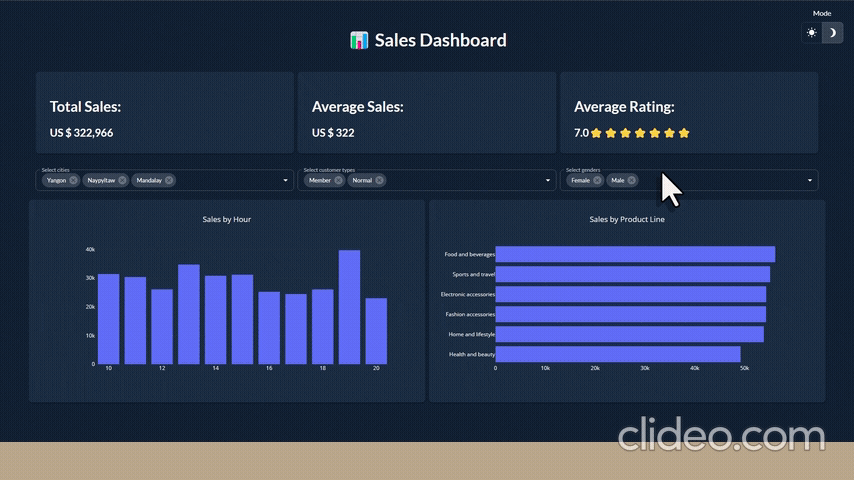 Mode
Sales Dashboard
Total Sales:
US $ 322,966
Average Sales:
US $ 322
Average Rating:
7.0
Select cities
Yangon Naypyitaw Mandalay
Select customer types
Member Normal
Select genders
Female Male
Sales by Hour
40k
30k
20k
10k
0
10 12 14 16 18 20
Sales by Product Line
Food and beverages
Sports and travel
Electronic accessories
Fashion accessories
Home and lifestyle
Health and beauty
0 10k 20k 30k 40k 50k
clideo.com